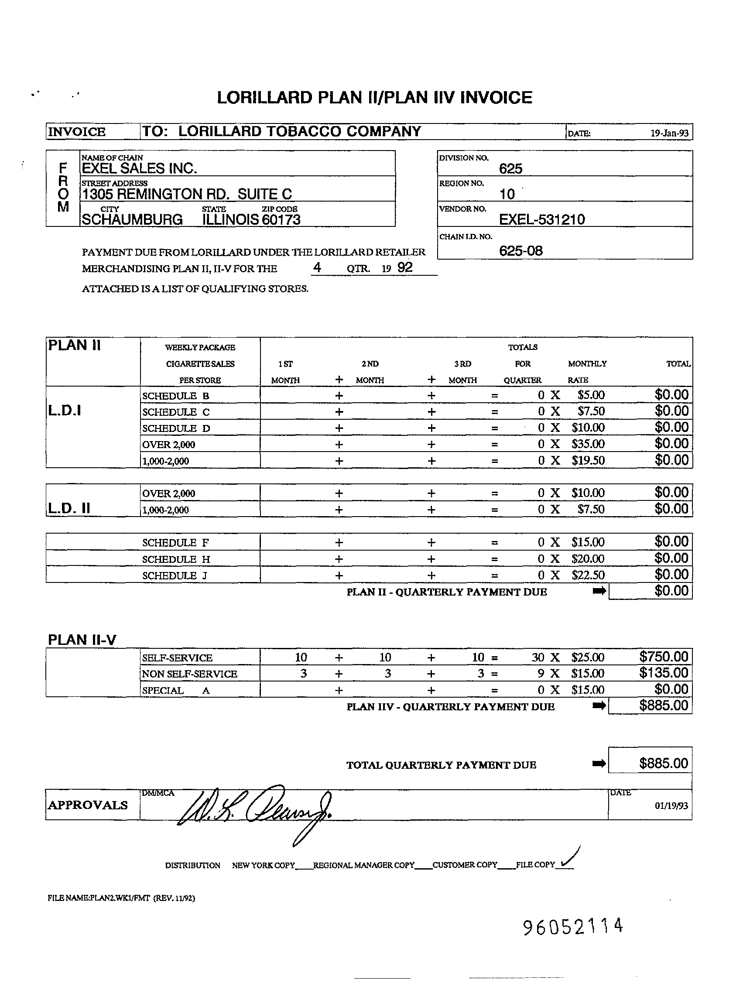 LORILLARD PLAN II/PLAN IIV INVOICE
INVOICE TO: LORILLARD TOBACCO COMPANY DATE: 19-Jan-93
FROM
NAME OF CHAIN
EXEL SALES INC.
STREET ADDRESS
1305 REMINGTON RD. SUITE C
CITY STATE ZIP CODE
SCHAUMBURG ILLINOIS 60173
DIVISION NO. 625
REGION NO. 10
VENDOR NO. EXEL-531210
CHAIN I.D. NO. 625-08
PAYMENT DUE FROM LORILLARD UNDER THE LORILLARD RETAILER
MERCHANDISING PLAN II, II-V FOR THE 4 QTR. 19 92
ATTACHED IS A LIST OF QUALIFYING STORES.
PLAN II WEEKLY PACKAGE TOTALS
CIGARETTE SALES 1 ST 2 ND 3 RD FOR MONTHLY TOTAL
PER STORE MONTH + MONTH + MONTH QUARTER RATE
SCHEDULE B + + = 0 X $5.00 $0.00
L.D.I SCHEDULE C + + = 0 X $7.50 $0.00
SCHEDULE D + + = 0 X $10.00 $0.00
OVER 2,000 + + = 0 X $35.00 $0.00
1,000-2,000 + + = 0 X $19.50 $0.00
OVER 2,000 + + = 0 X $10.00 $0.00
L.D. II 1,000-2,000 + + = 0 X $7.50 $0.00
SCHEDULE F + + = 0 X $15.00 $0.00
SCHEDULE H + + = 0 X $20.00 $0.00
SCHEDULE J + + = 0 X $22.50 $0.00
PLAN II - QUARTERLY PAYMENT DUE $0.00
PLAN II-V
SELF-SERVICE 10 + 10 + 10 = 30 X $25.00 $750.00
NON SELF-SERVICE 3 + 3 + 3 = 9 X $15.00 $135.00
SPECIAL A + + = 0 X $15.00 $0.00
PLAN IIV - QUARTERLY PAYMENT DUE $885.00
TOTAL QUARTERLY PAYMENT DUE $885.00
APPROVALS DM/MCA DATE 01/19/93
DISTRIBUTION NEW YORK COPY____REGIONAL MANAGER COPY____CUSTOMER COPY____FILE COPY ✓
FILE NAME:PLAN2.WK1/FMT (REV. 11/92)
96052114